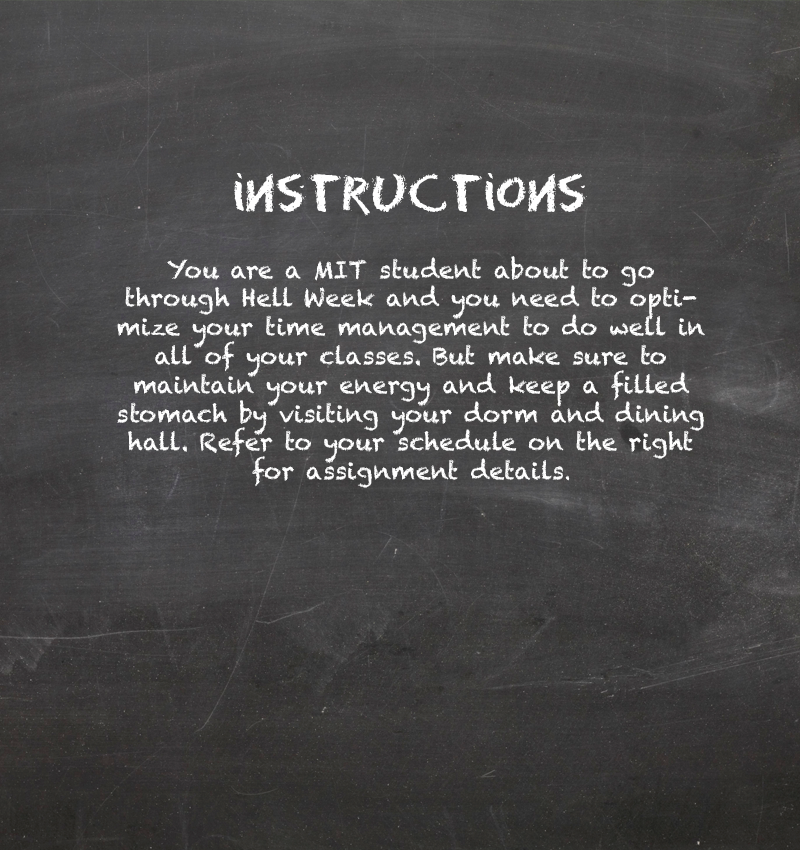 iNSTRUCTiONS
You are a MIT student about to go
through Hell Week and you need to opti-
mize your time management to do well in
all of your classes. But make sure to
maintain your energy and keep a filled
stomach by visiting your dorm and dining
hall. Refer to your schedule on the right
for assignment details.